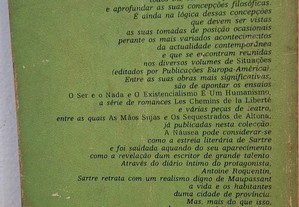 e aprofundar as suas concepções filosóficas.
É ainda na lógica dessas concepções
que devem ser vistas
as suas tomadas de posição ocasionais
perante os mais variados acontecimentos
da actualidade contemporânea
e que se encontram reunidas
nos diversos volumes de Situações
(editados por Publicações Europa-América).
Entre as suas obras mais significativas,
são de apontar os ensaios
O Ser e o Nada e O Existencialismo É Um Humanismo,
a série de romances Les Chemins de la Liberté
e várias peças de teatro,
entre as quais As Mãos Sujas e Os Sequestrados de Altona,
já publicadas nesta colecção.
A Náusea pode considerar-se
como a estreia literária de Sartre
e foi saudada aquando do seu aparecimento
como a revelação dum escritor de grande talento.
Através do diário íntimo do protagonista,
Antoine Roquentin,
Sartre retrata com um realismo digno de Maupassant
a vida e os habitantes
duma cidade de província.
Mas, mais do que isso,